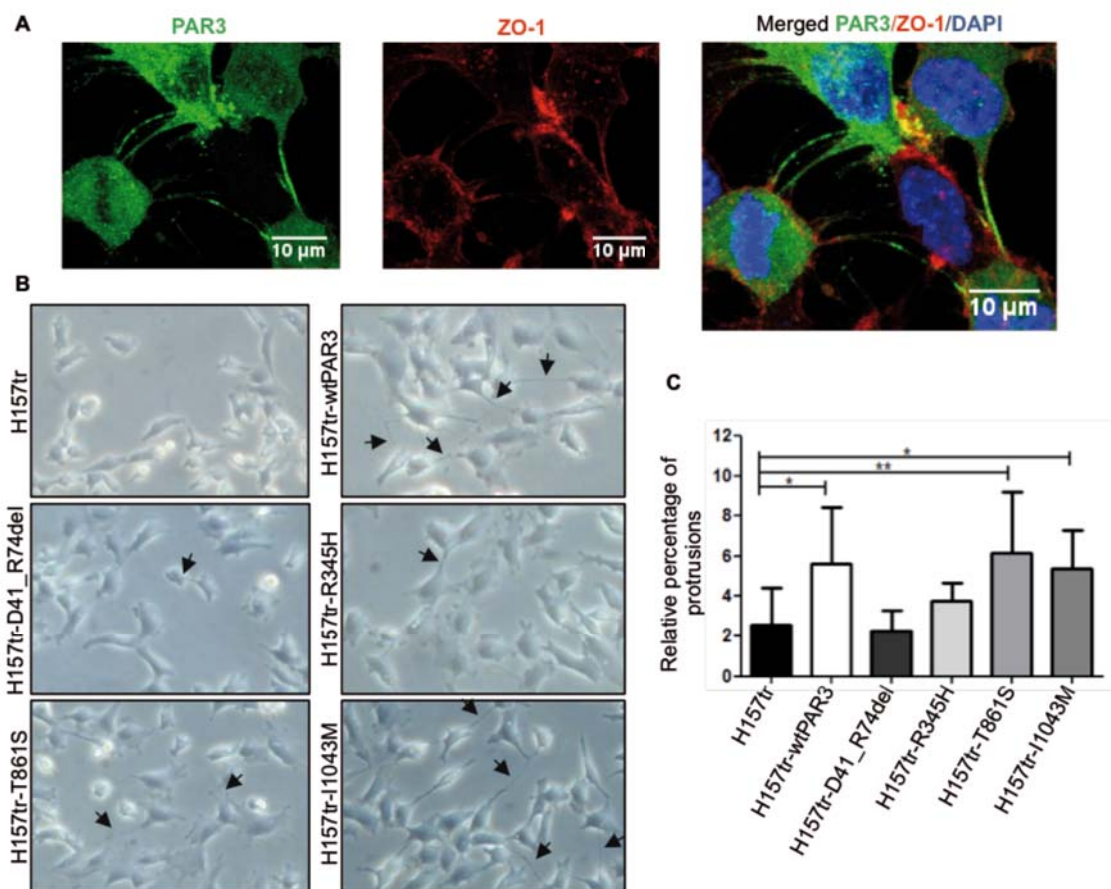 A
PAR3
ZO-1
Merged PAR3/ZO-1/DAPI
10 µm
10 µm
10 µm
B
H157tr
H157tr-wtPAR3
H157tr-D41_R74del
H157tr-R345H
H157tr-T861S
H157tr-I1043M
C
Relative percentage of
protrusions
12
10
8
6
4
2
0
*
**
*
H157tr
H157tr-wtPAR3
H157tr-D41_R74del
H157tr-R345H
H157tr-T861S
H157tr-I1043M